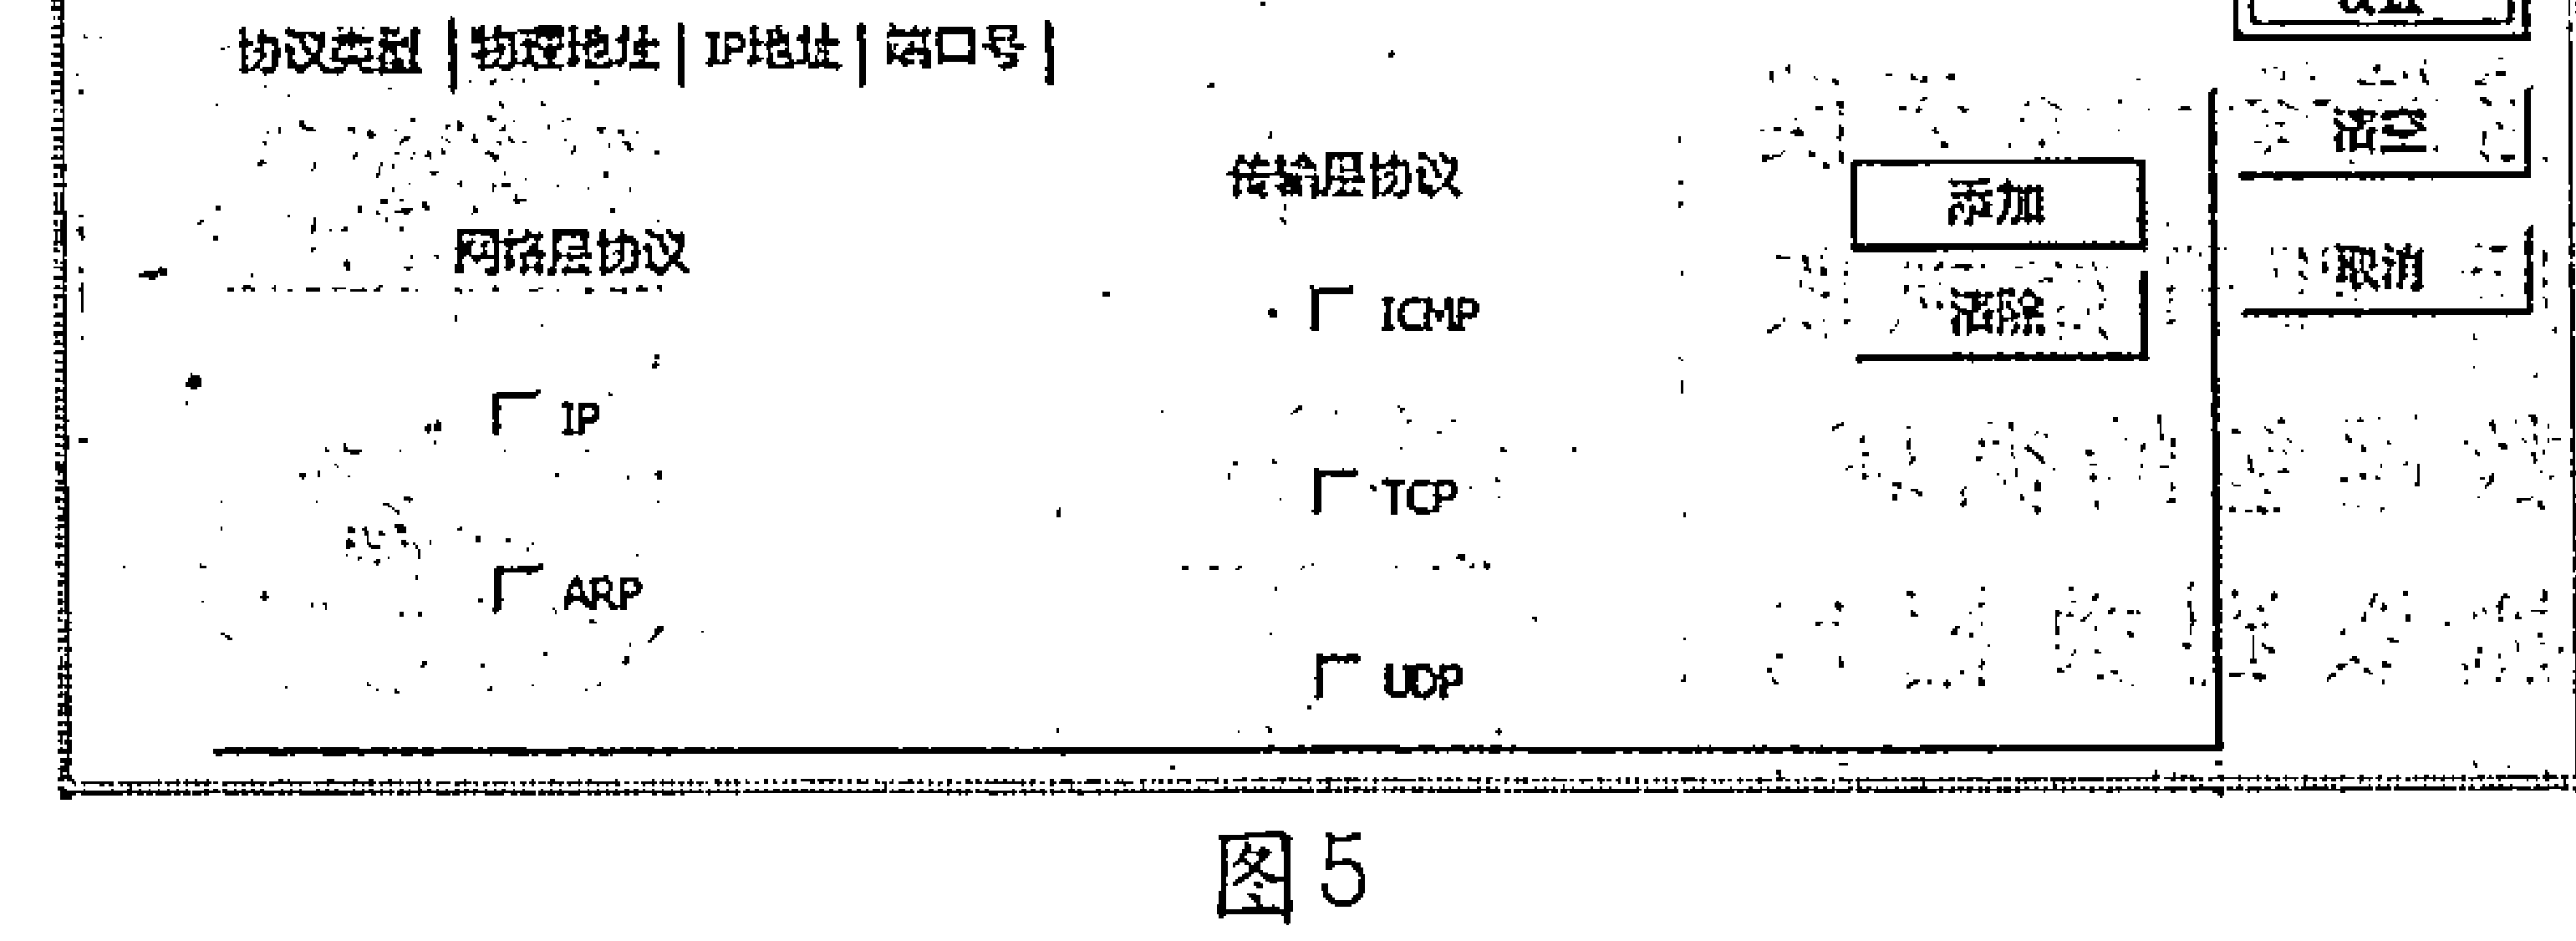 协议类型 物理地址 IP地址 端口号
清空
传输层协议
添加
网络层协议
取消
ICMP
清除
IP
TCP
ARP
UDP
图5